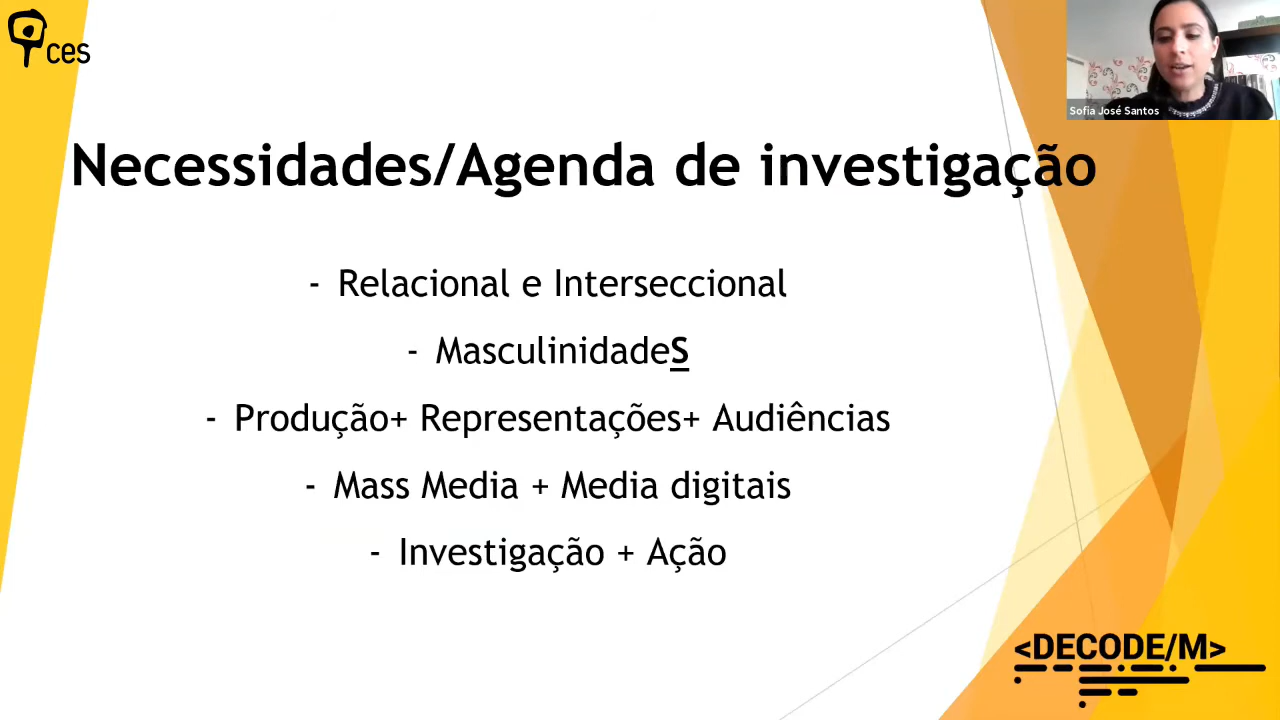 ces
Sofia José Santos
Necessidades/Agenda de investigação
- Relacional e Interseccional
- MasculinidadeS
- Produção+ Representações+ Audiências
- Mass Media + Media digitais
- Investigação + Ação
<DECODE/M>